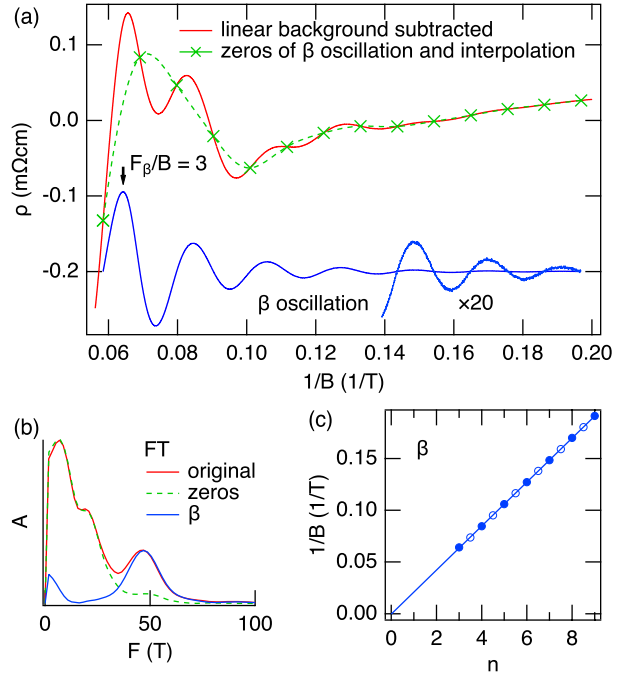 (a)
linear background subtracted
zeros of β oscillation and interpolation
0.1
0.0
-0.1
-0.2
ρ (mΩcm)
Fβ/B = 3
β oscillation
×20
0.06 0.08 0.10 0.12 0.14 0.16 0.18 0.20
1/B (1/T)
(b)
FT
original
zeros
β
A
0 50 100
F (T)
(c)
β
0.15
0.10
0.05
0.00
1/B (1/T)
0 2 4 6 8
n